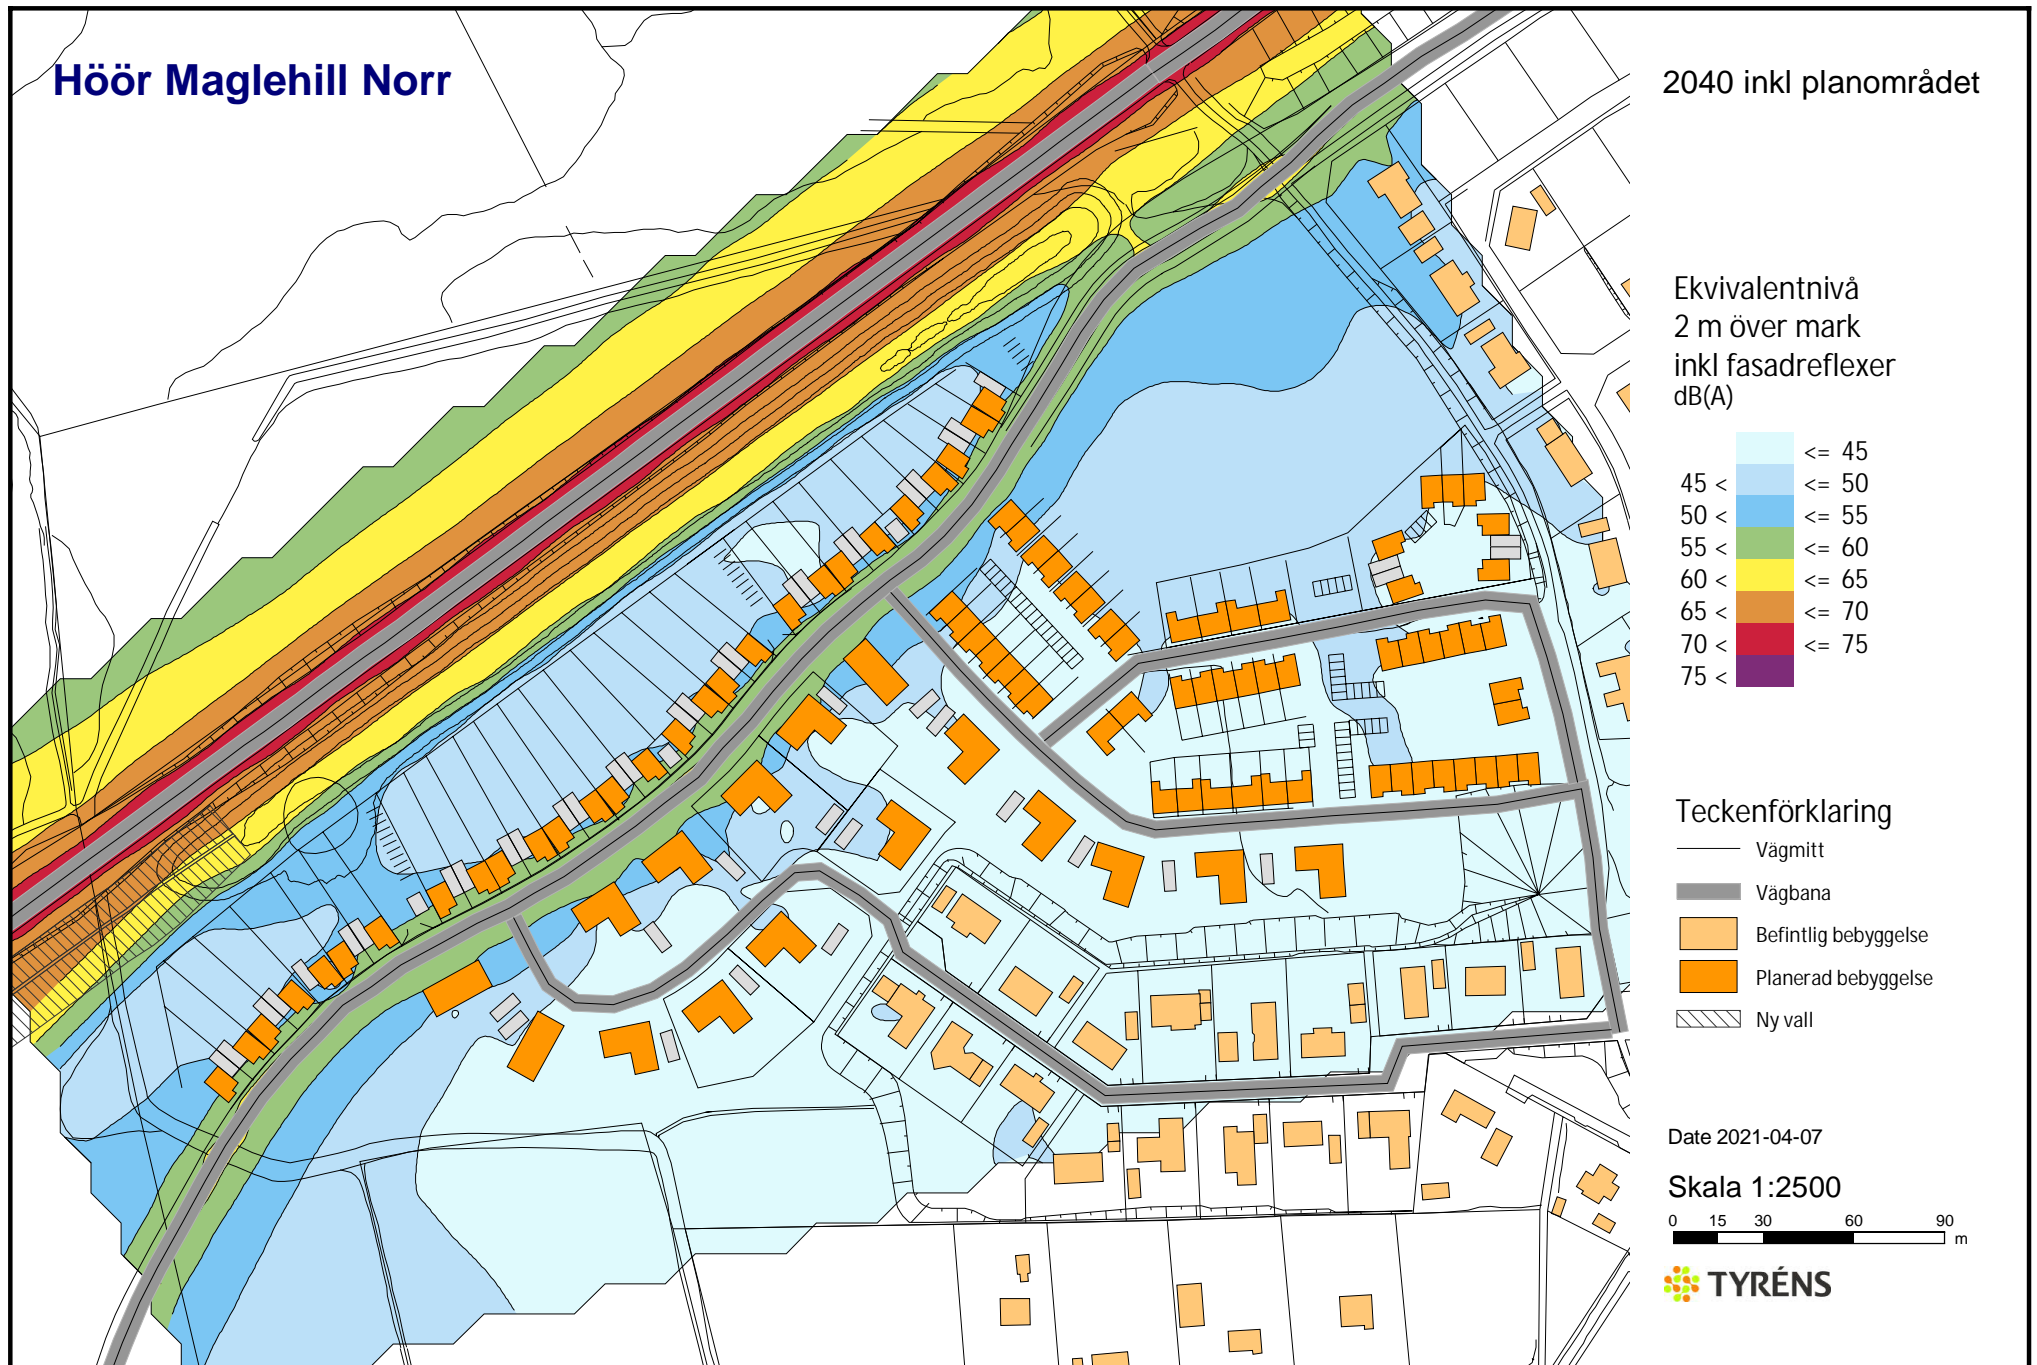 Höör Maglehill Norr
2040 inkl planområdet
Ekvivalentnivå
2 m över mark
inkl fasadreflexer
dB(A)
<= 45
45 < <= 50
50 < <= 55
55 < <= 60
60 < <= 65
65 < <= 70
70 < <= 75
75 <
Teckenförklaring
Vägmitt
Vägbana
Befintlig bebyggelse
Planerad bebyggelse
Ny vall
Date 2021-04-07
Skala 1:2500
0 15 30 60 90
m
TYRÉNS